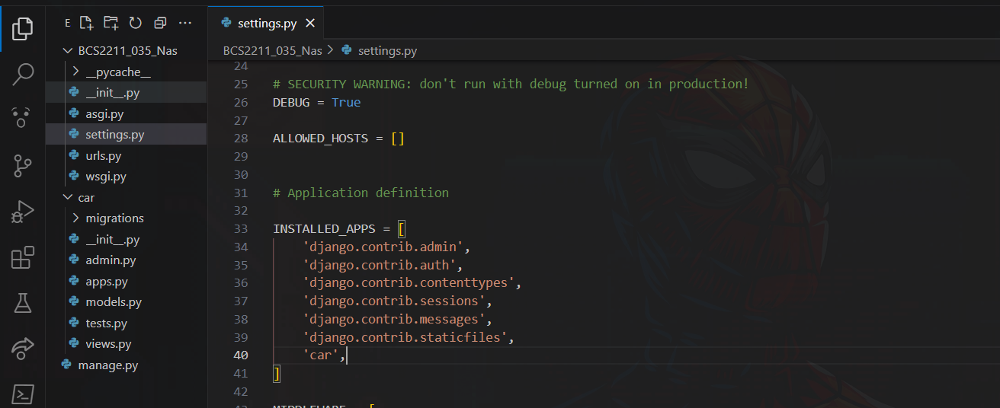 E
BCS2211_035_Nas
__pycache__
__init__.py
asgi.py
settings.py
urls.py
wsgi.py
car
migrations
__init__.py
admin.py
apps.py
models.py
tests.py
views.py
manage.py
settings.py
BCS2211_035_Nas > settings.py
24
25 # SECURITY WARNING: don't run with debug turned on in production!
26 DEBUG = True
27
28 ALLOWED_HOSTS = []
29
30
31 # Application definition
32
33 INSTALLED_APPS = [
34 'django.contrib.admin',
35 'django.contrib.auth',
36 'django.contrib.contenttypes',
37 'django.contrib.sessions',
38 'django.contrib.messages',
39 'django.contrib.staticfiles',
40 'car',
41 ]
42